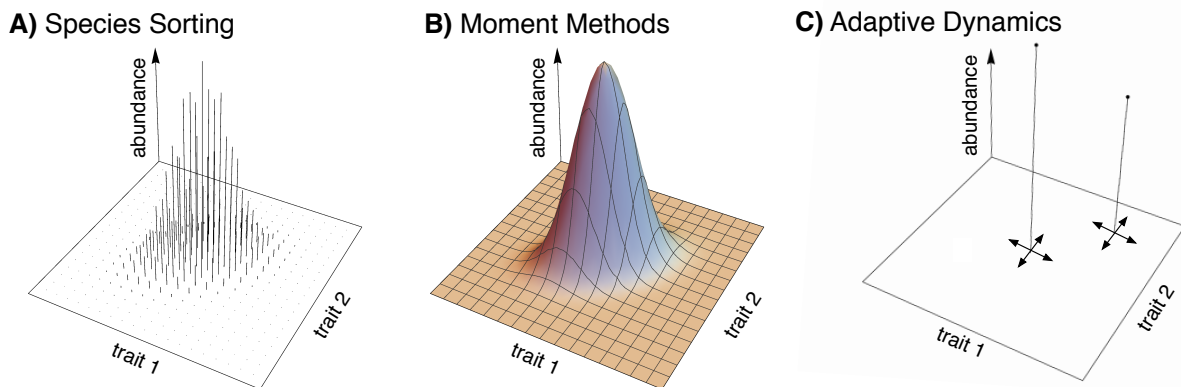 A) Species Sorting
abundance
trait 1
trait 2
B) Moment Methods
abundance
trait 1
trait 2
C) Adaptive Dynamics
abundance
trait 1
trait 2